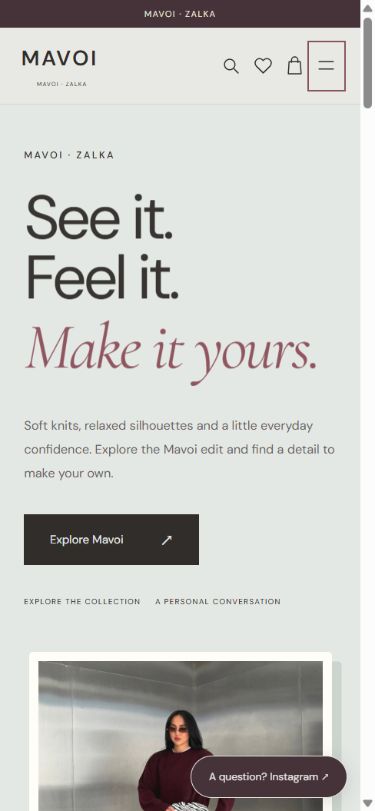 MAVOI · ZALKA
MAVOI
MAVOI · ZALKA
MAVOI · ZALKA
See it.
Feel it.
Make it yours.
Soft knits, relaxed silhouettes and a little everyday
confidence. Explore the Mavoi edit and find a detail to
make your own.
Explore Mavoi ↗
EXPLORE THE COLLECTION A PERSONAL CONVERSATION
A question? Instagram ↗